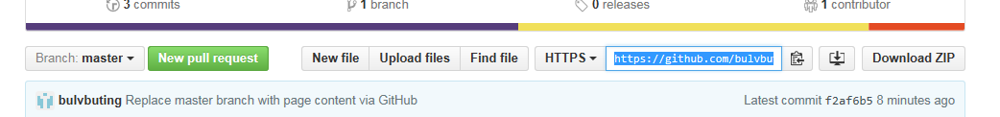 3 commits 1 branch 0 releases 1 contributor
Branch: master New pull request New file Upload files Find file HTTPS https://github.com/bulvbu Download ZIP
bulvbuting Replace master branch with page content via GitHub Latest commit f2af6b5 8 minutes ago